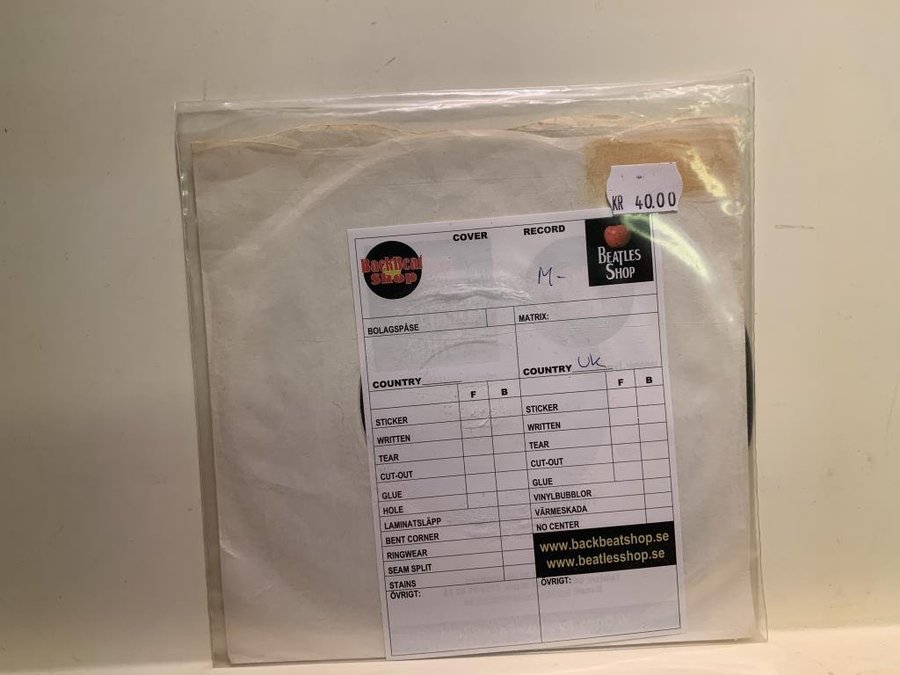 KR 40.00
COVER
RECORD
BackBeat
Shop
BEATLES
SHOP
M-
BOLAGSPÅSE
MATRIX:
COUNTRY
COUNTRY UK
F B
F B
STICKER
WRITTEN
TEAR
CUT-OUT
GLUE
HOLE
LAMINATSLÄPP
BENT CORNER
RINGWEAR
SEAM SPLIT
STAINS
ÖVRIGT:
STICKER
WRITTEN
TEAR
CUT-OUT
GLUE
VINYLBUBBLOR
VÄRMESKADA
NO CENTER
www.backbeatshop.se
www.beatlesshop.se
ÖVRIGT: